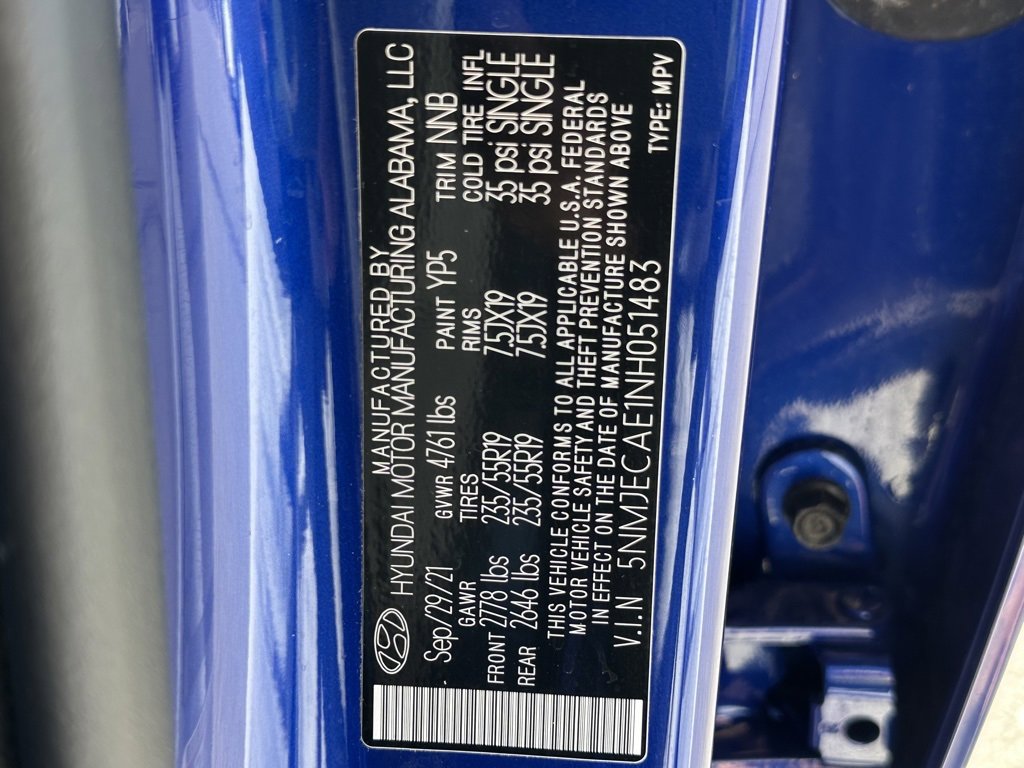 MANUFACTURED BY
HYUNDAI MOTOR MANUFACTURING ALABAMA, LLC
Sep/29/21 GVWR 4761 lbs PAINT YP5 TRIM NNB
GAWR TIRES RIMS COLD TIRE INFL
FRONT 2778 lbs 235/55R19 7.5JX19 35 psi SINGLE
REAR 2646 lbs 235/55R19 7.5JX19 35 psi SINGLE
THIS VEHICLE CONFORMS TO ALL APPLICABLE U.S.A. FEDERAL
MOTOR VEHICLE SAFETY AND THEFT PREVENTION STANDARDS
IN EFFECT ON THE DATE OF MANUFACTURE SHOWN ABOVE
V.I.N 5NMJECAE1NH051483 TYPE: MPV